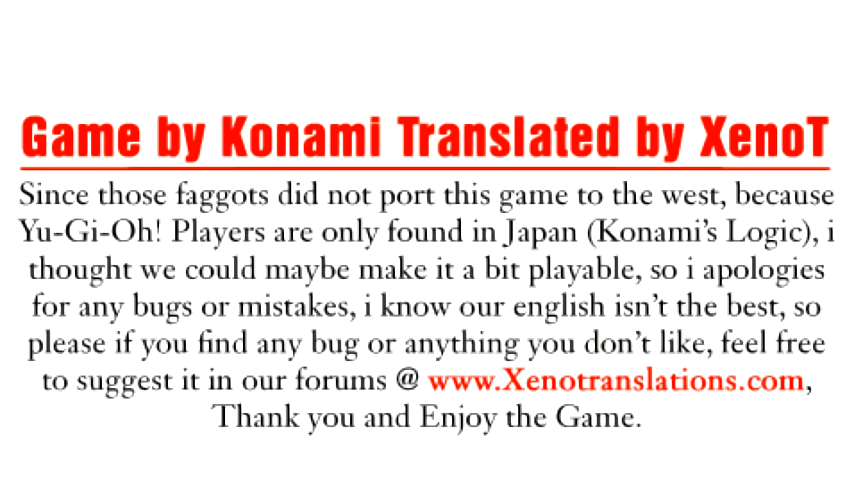 Game by Konami Translated by XenoT
Since those faggots did not port this game to the west, because
Yu-Gi-Oh! Players are only found in Japan (Konami's Logic), i
thought we could maybe make it a bit playable, so i apologies
for any bugs or mistakes, i know our english isn't the best, so
please if you find any bug or anything you don't like, feel free
to suggest it in our forums @ www.Xenotranslations.com,
Thank you and Enjoy the Game.